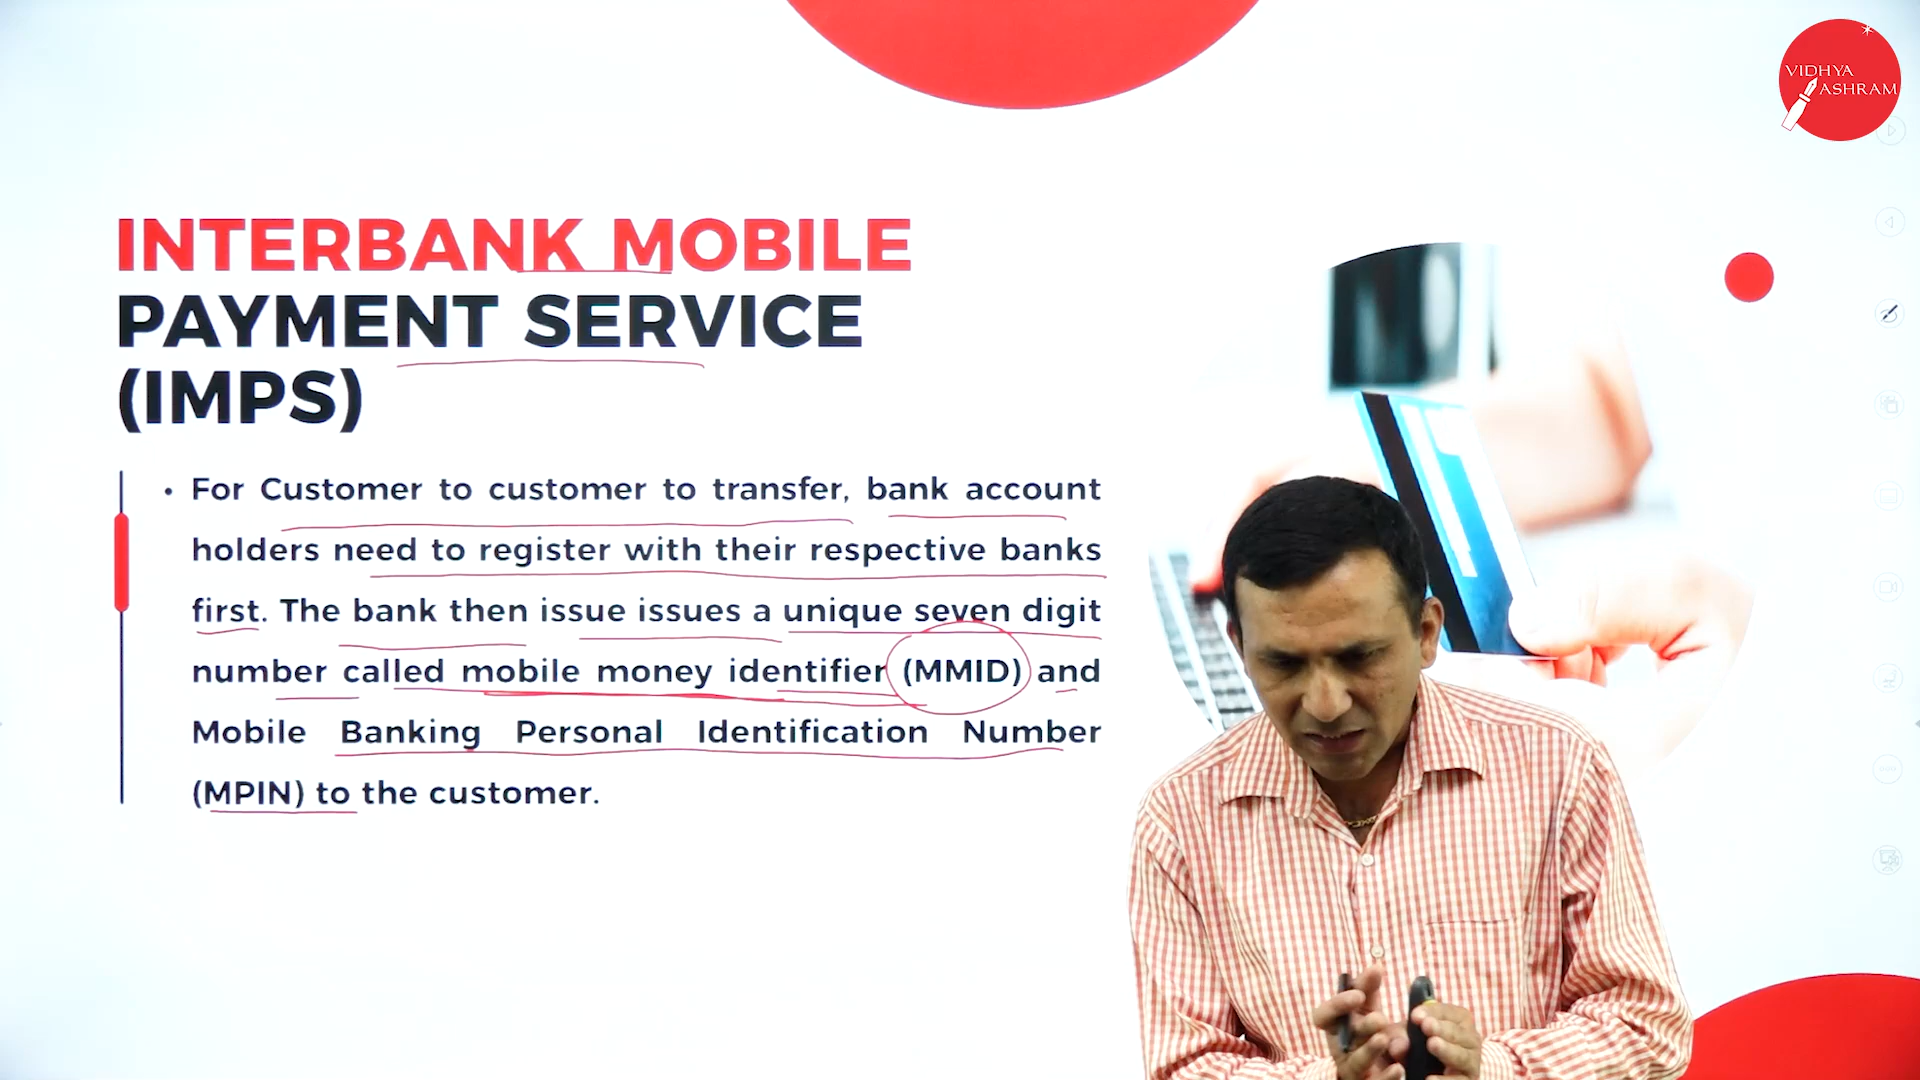 VIDHYA
ASHRAM
INTERBANK MOBILE
PAYMENT SERVICE
(IMPS)
• For Customer to customer to transfer, bank account
holders need to register with their respective banks
first. The bank then issue issues a unique seven digit
number called mobile money identifier (MMID) and
Mobile Banking Personal Identification Number
(MPIN) to the customer.